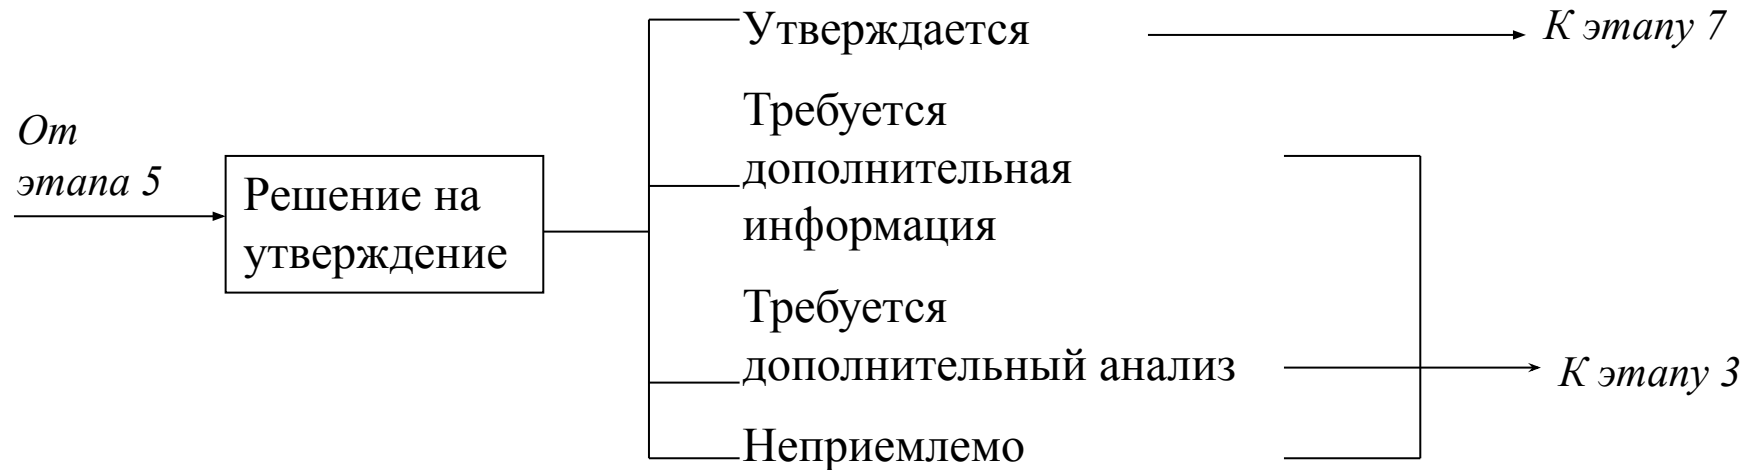 От
этапа 5
Решение на
утверждение
Утверждается
К этапу 7
Требуется
дополнительная
информация
Требуется
дополнительный анализ
К этапу 3
Неприемлемо